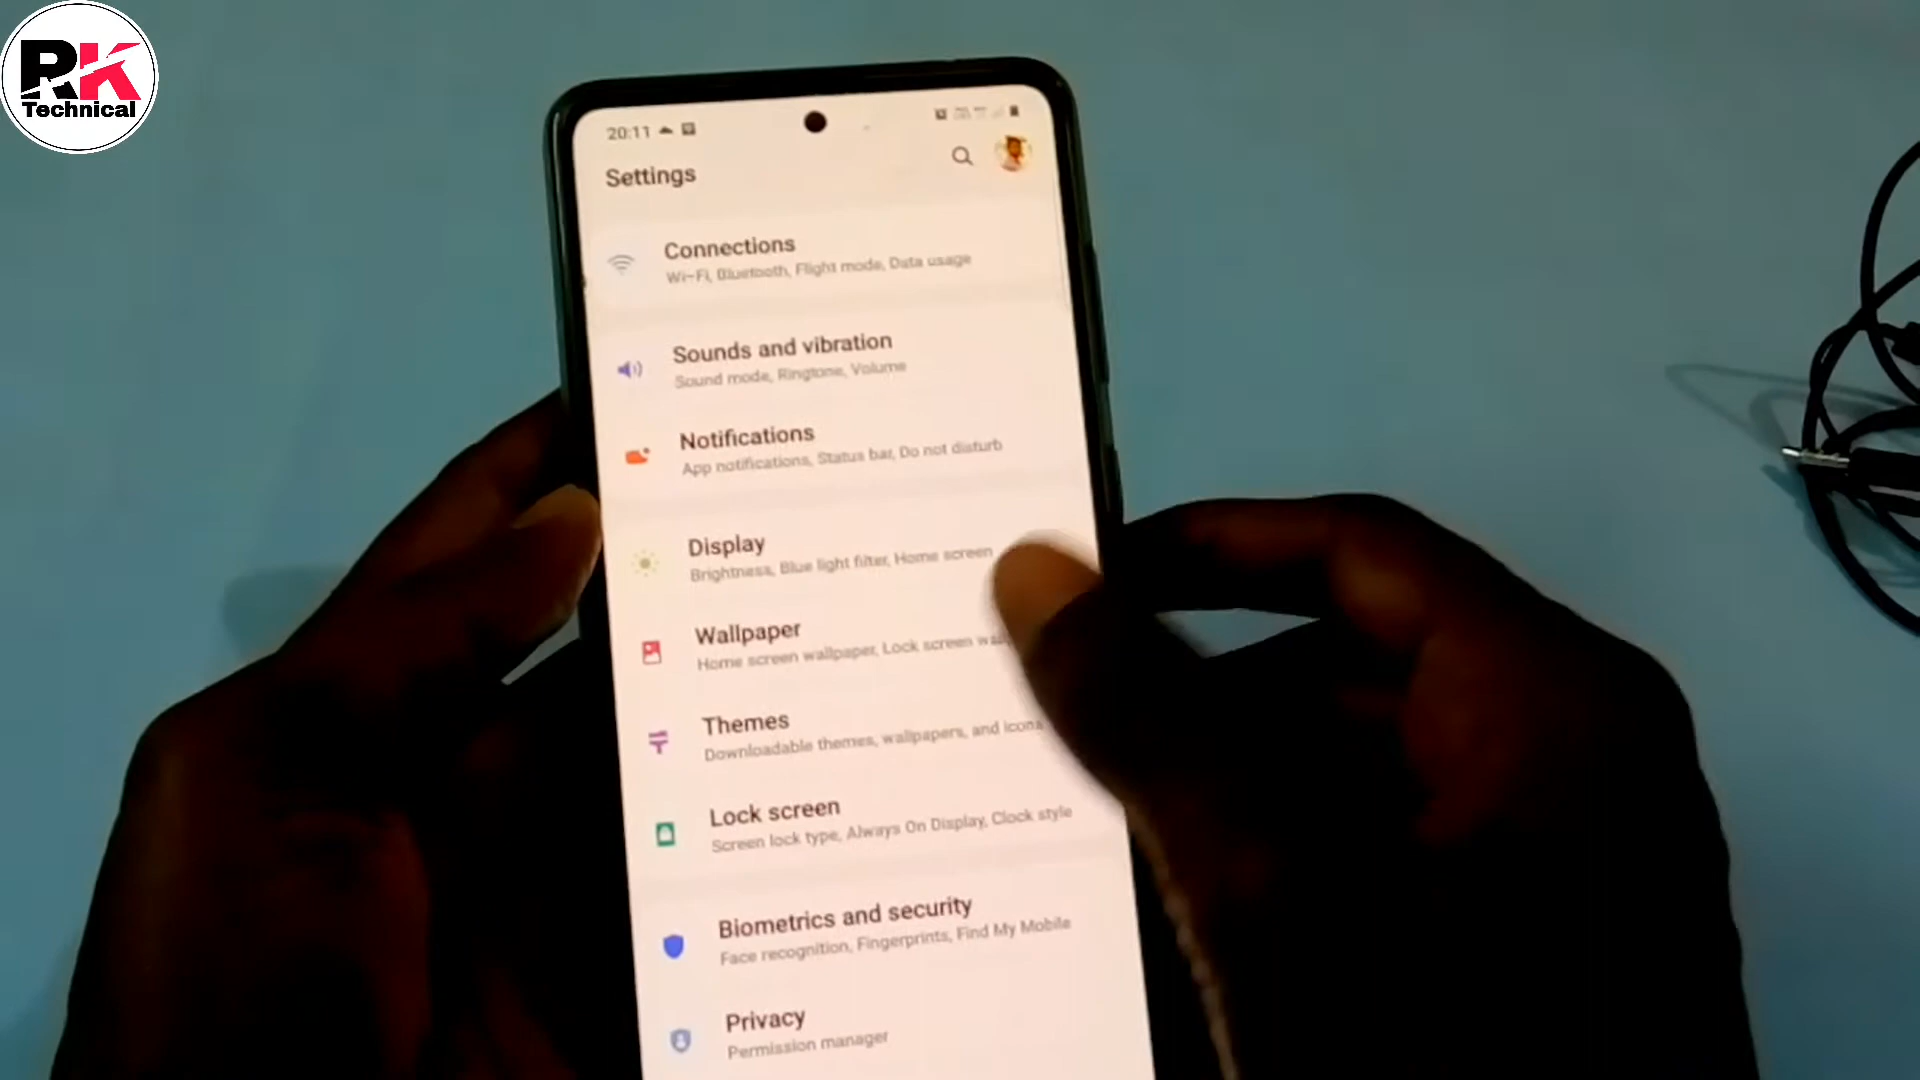 RK
Technical
20:11
Settings
Connections
Wi-Fi, Bluetooth, Flight mode, Data usage
Sounds and vibration
Sound mode, Ringtone, Volume
Notifications
App notifications, Status bar, Do not disturb
Display
Brightness, Blue light filter, Home screen
Wallpaper
Home screen wallpaper, Lock screen
Themes
Downloadable themes, wallpapers, and icons
Lock screen
Screen lock type, Always On Display, Clock style
Biometrics and security
Face recognition, Fingerprints, Find My Mobile
Privacy
Permission manager